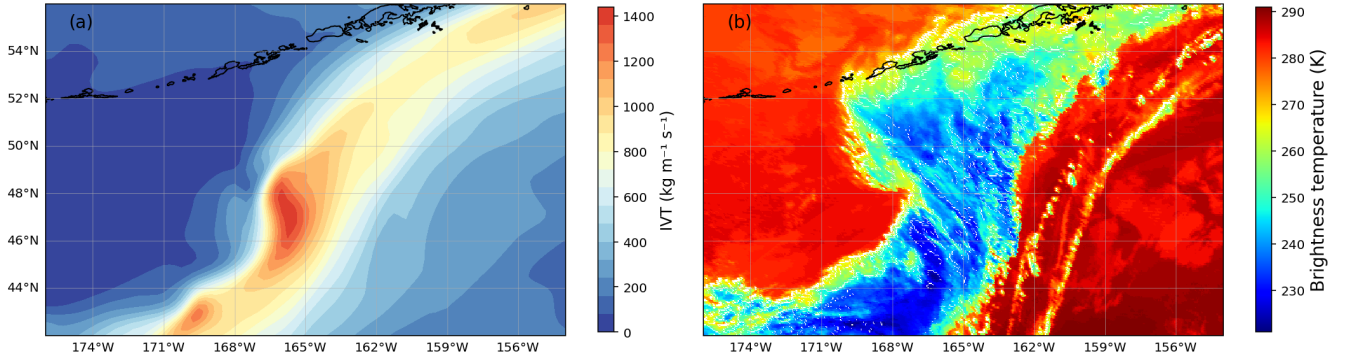 (a)
54°N
52°N
50°N
48°N
46°N
44°N
174°W 171°W 168°W 165°W 162°W 159°W 156°W
1400
1200
1000
800
600
400
200
0
IVT (kg m⁻¹ s⁻¹)
(b)
174°W 171°W 168°W 165°W 162°W 159°W 156°W
290
280
270
260
250
240
230
Brightness temperature (K)